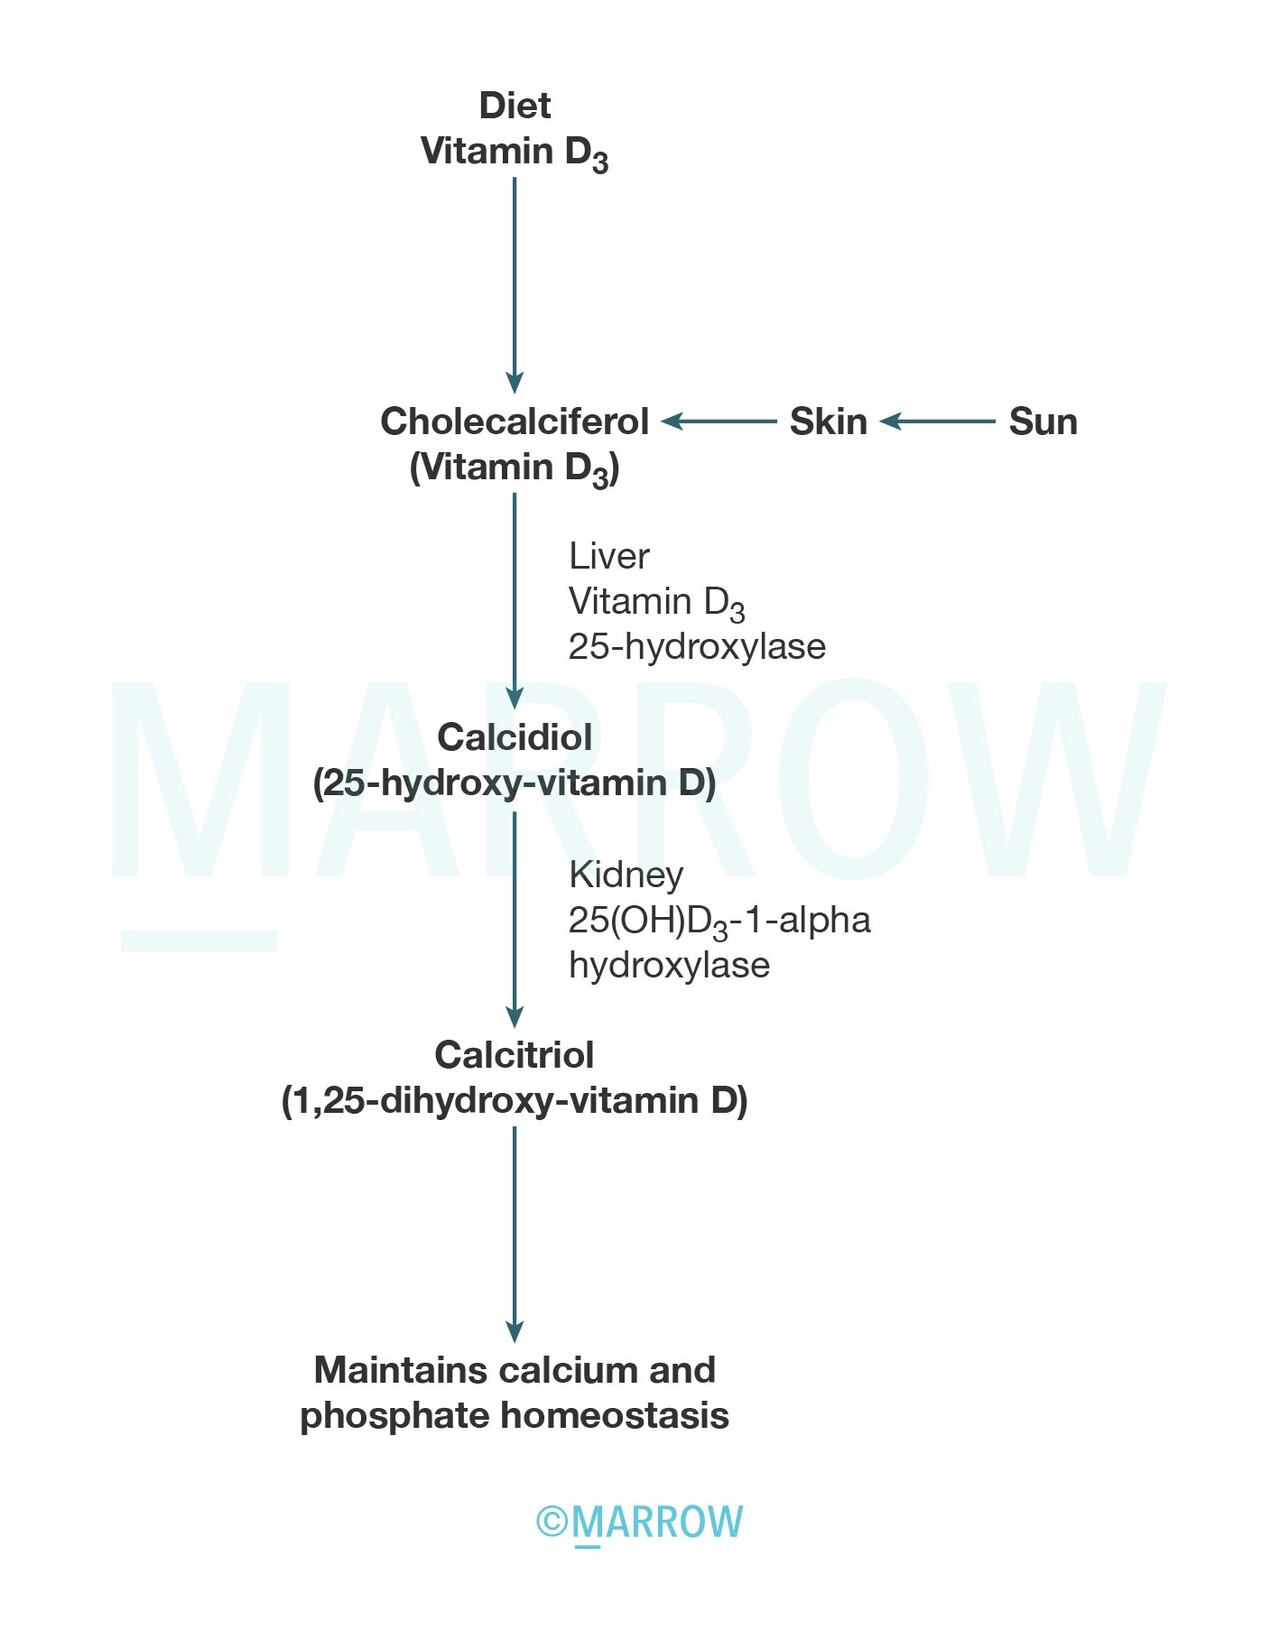 Diet
Vitamin D₃
Cholecalciferol ← Skin ← Sun
(Vitamin D₃)
Liver
Vitamin D₃
25-hydroxylase
Calcidiol
(25-hydroxy-vitamin D)
MARROW
Kidney
25(OH)D₃-1-alpha
hydroxylase
Calcitriol
(1,25-dihydroxy-vitamin D)
Maintains calcium and
phosphate homeostasis
©MARROW